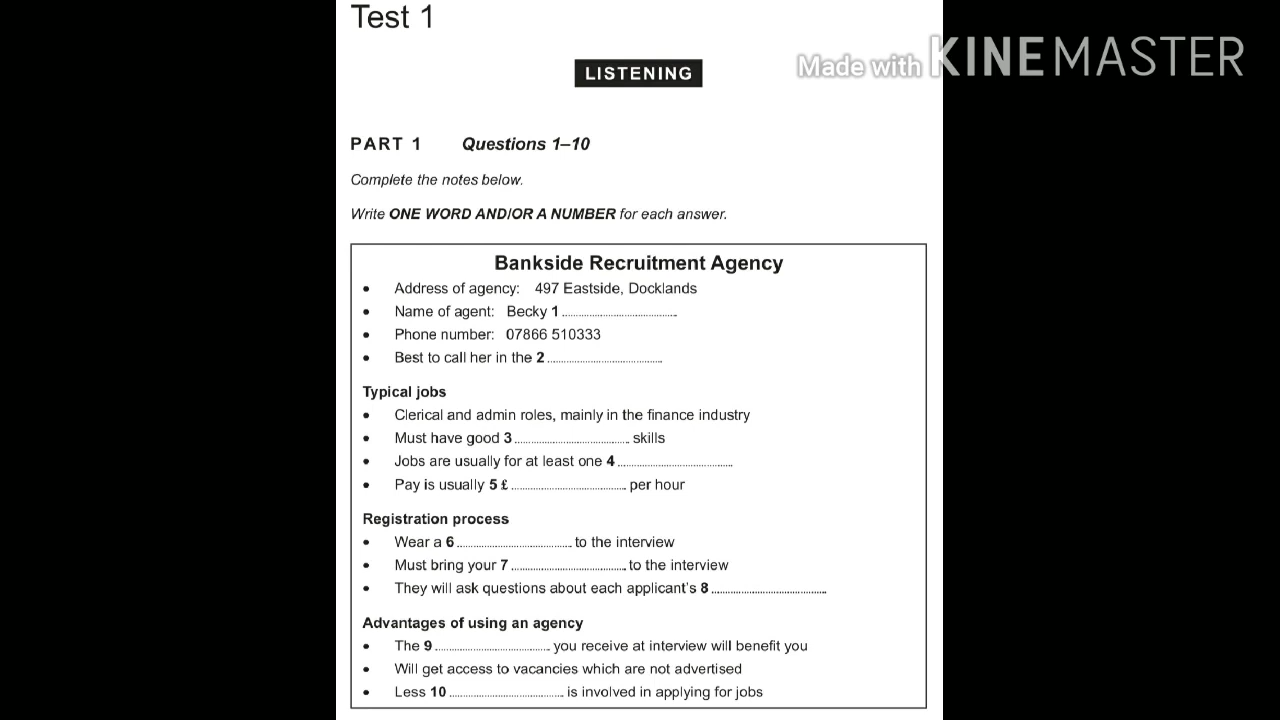 Test 1
Made with KINEMASTER
LISTENING
PART 1 Questions 1–10
Complete the notes below.
Write ONE WORD AND/OR A NUMBER for each answer.
Bankside Recruitment Agency
• Address of agency: 497 Eastside, Docklands
• Name of agent: Becky 1 ........................................
• Phone number: 07866 510333
• Best to call her in the 2 ........................................
Typical jobs
• Clerical and admin roles, mainly in the finance industry
• Must have good 3 ........................................ skills
• Jobs are usually for at least one 4 ........................................
• Pay is usually 5 £ ........................................ per hour
Registration process
• Wear a 6 ........................................ to the interview
• Must bring your 7 ........................................ to the interview
• They will ask questions about each applicant's 8 ........................................
Advantages of using an agency
• The 9 ........................................ you receive at interview will benefit you
• Will get access to vacancies which are not advertised
• Less 10 ........................................ is involved in applying for jobs